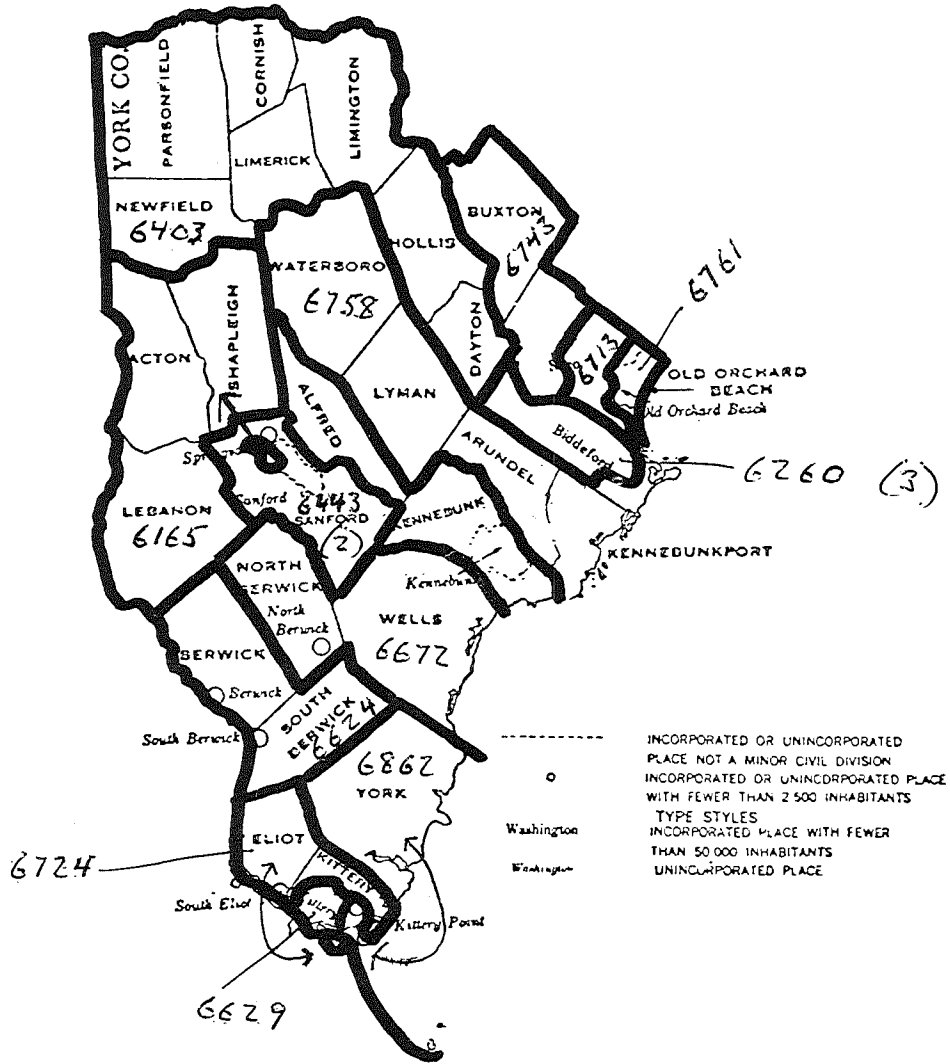 YORK CO.
PARSONFIELD
CORNISH
LIMINGTON
LIMERICK
NEWFIELD
6403
BUXTON
6743
HOLLIS
WATERBORO
6758
6761
SHAPLEIGH
ACTON
DAYTON
6713
OLD ORCHARD
BEACH
Old Orchard Beach
ALFRED
LYMAN
ARUNDEL
Biddeford
6260 (3)
Sp
Sanford
6443
SANFORD
(2)
LEBANON
6165
KENNEBUNK
Kennebun
KENNEBUNKPORT
NORTH
BERWICK
North
Berwick
WELLS
6672
BERWICK
Berwick
SOUTH
BERWICK
6624
South Berwick
6862
YORK
ELIOT
KITTERY
6724
South Eliot
Kittery Point
6629
INCORPORATED OR UNINCORPORATED
PLACE NOT A MINOR CIVIL DIVISION
INCORPORATED OR UNINCORPORATED PLACE
WITH FEWER THAN 2 500 INHABITANTS
TYPE STYLES
Washington INCORPORATED PLACE WITH FEWER
THAN 50 000 INHABITANTS
Washington UNINCORPORATED PLACE